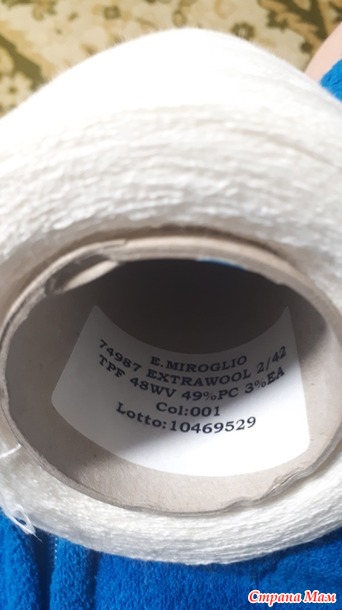 E.MIROGLIO
74987 EXTRAWOOL 2/42
TPF 48WV 49%PC 3%EA
Col:001
Lotto:10469529
Страна Мам